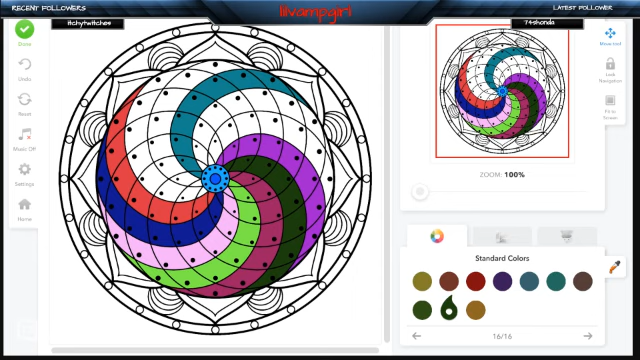 RECENT FOLLOWERS
lilvampgirl
LATEST FOLLOWER
itchytwitches
74shonda
Done
Undo
Reset
Music Off
Settings
Home
Move tool
Lock
Navigation
Fit to
Screen
ZOOM: 100%
Standard Colors
16/16